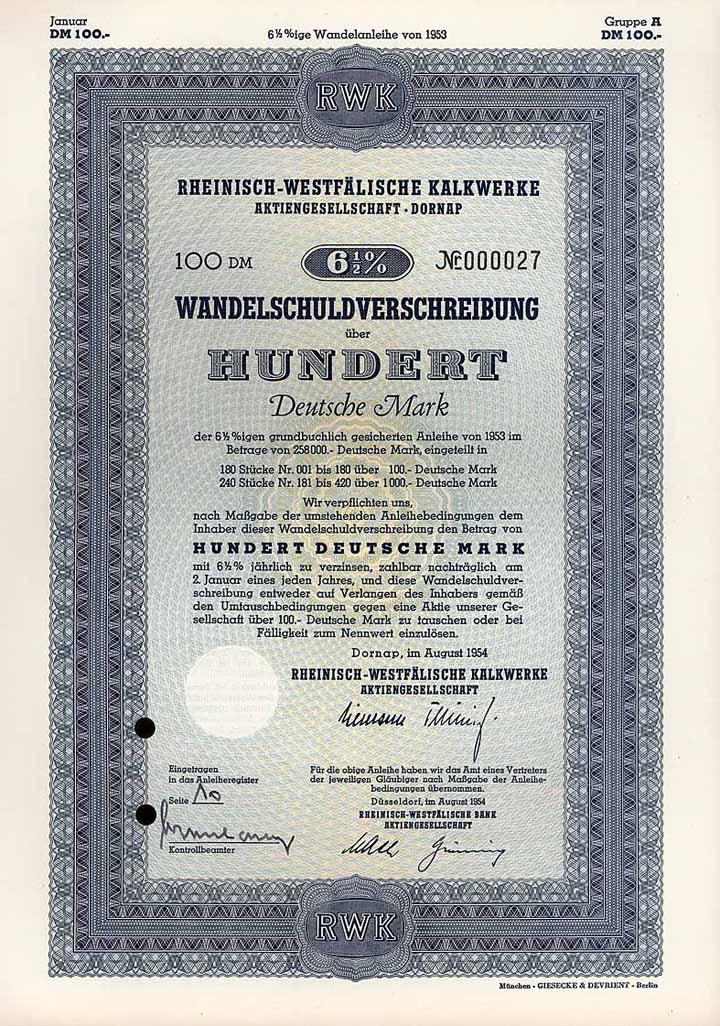 Januar
DM 100.-
6½%ige Wandelanleihe von 1953
Gruppe A
DM 100.-
RWK
RHEINISCH-WESTFÄLISCHE KALKWERKE
AKTIENGESELLSCHAFT · DORNAP
100 DM
6½%
№ 000027
WANDELSCHULDVERSCHREIBUNG
über
HUNDERT
Deutsche Mark
der 6½%igen grundbuchlich gesicherten Anleihe von 1953 im
Betrage von 258000.- Deutsche Mark, eingeteilt in
180 Stücke Nr. 001 bis 180 über 100.- Deutsche Mark
240 Stücke Nr. 181 bis 420 über 1000.- Deutsche Mark
Wir verpflichten uns,
nach Maßgabe der umstehenden Anleihebedingungen dem
Inhaber dieser Wandelschuldverschreibung den Betrag von
HUNDERT DEUTSCHE MARK
mit 6½% jährlich zu verzinsen, zahlbar nachträglich am
2. Januar eines jeden Jahres, und diese Wandelschuldver-
schreibung entweder auf Verlangen des Inhabers gemäß
den Umtauschbedingungen gegen eine Aktie unserer Ge-
sellschaft über 100.- Deutsche Mark zu tauschen oder bei
Fälligkeit zum Nennwert einzulösen.
Dornap, im August 1954
RHEINISCH-WESTFÄLISCHE KALKWERKE
AKTIENGESELLSCHAFT
Eingetragen
in das Anleiheregister
Seite 10
Kontrollbeamter
Für die obige Anleihe haben wir das Amt eines Vertreters
der jeweiligen Gläubiger nach Maßgabe der Anleihe-
bedingungen übernommen.
Düsseldorf, im August 1954
RHEINISCH-WESTFÄLISCHE BANK
AKTIENGESELLSCHAFT
RWK
München - GIESECKE & DEVRIENT - Berlin